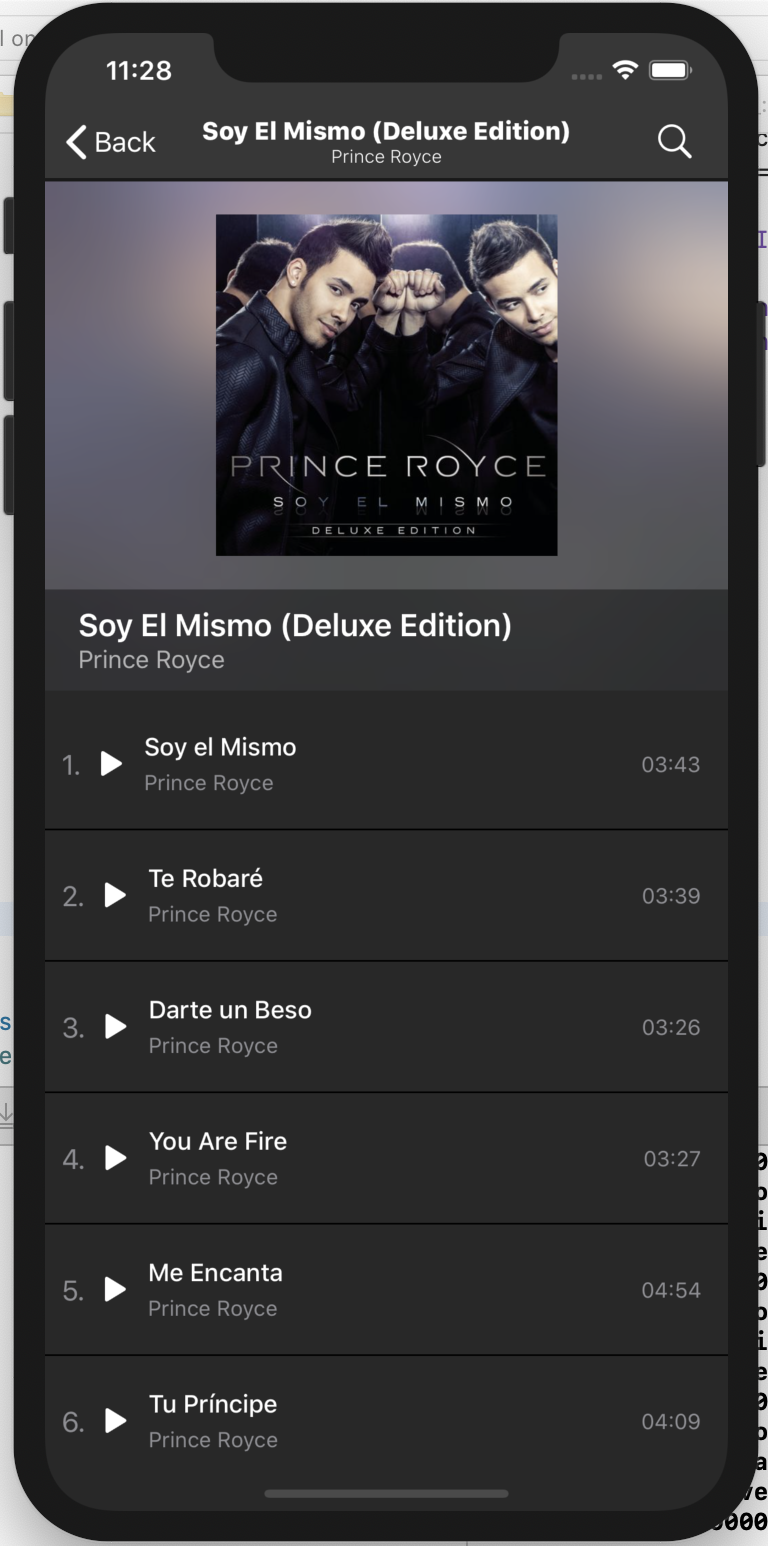 11:28
Back
Soy El Mismo (Deluxe Edition)
Prince Royce
PRINCE ROYCE
SOY EL MISMO
DELUXE EDITION
Soy El Mismo (Deluxe Edition)
Prince Royce
1.
Soy el Mismo
Prince Royce
03:43
2.
Te Robaré
Prince Royce
03:39
3.
Darte un Beso
Prince Royce
03:26
4.
You Are Fire
Prince Royce
03:27
5.
Me Encanta
Prince Royce
04:54
6.
Tu Príncipe
Prince Royce
04:09